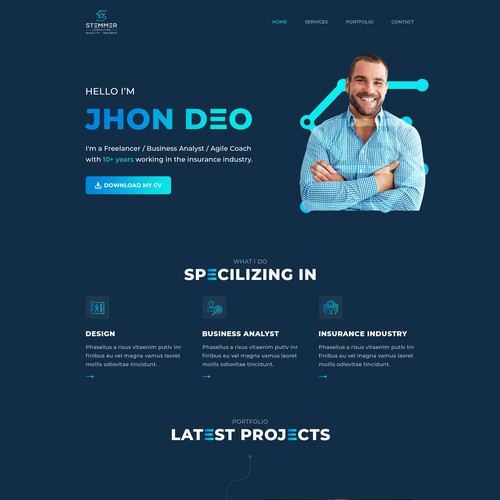 STEMMER
CONSULTING
HOME SERVICES PORTFOLIO CONTACT
HELLO I'M
JHON DEO
I'm a Freelancer / Business Analyst / Agile Coach
with 10+ years working in the insurance industry.
DOWNLOAD MY CV
WHAT I DO
SPECILIZING IN
DESIGN
Phasellus a risus vitaenim putiv inr
finibus eu vel magna vamus laoret
mollis odiovitae tincidunt.
BUSINESS ANALYST
Phasellus a risus vitaenim putiv inr
finibus eu vel magna vamus laoret
mollis odiovitae tincidunt.
INSURANCE INDUSTRY
Phasellus a risus vitaenim putiv inr
finibus eu vel magna vamus laoret
mollis odiovitae tincidunt.
PORTFOLIO
LATEST PROJECTS